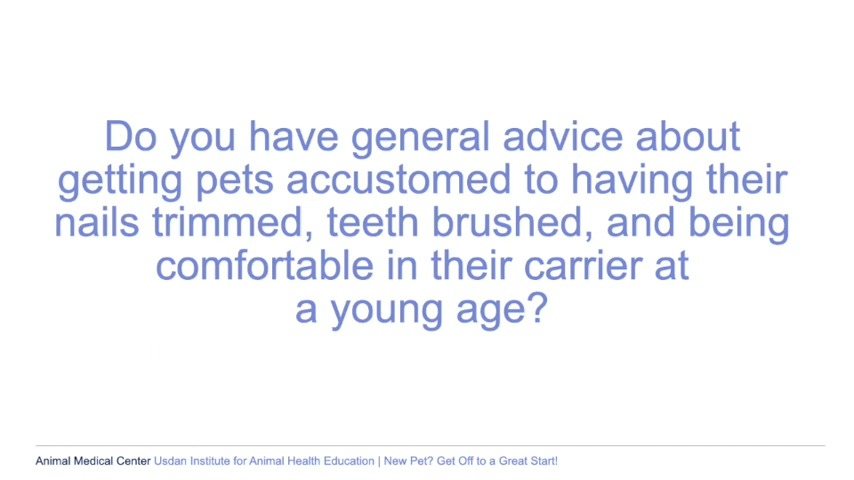 Do you have general advice about
getting pets accustomed to having their
nails trimmed, teeth brushed, and being
comfortable in their carrier at
a young age?
Animal Medical Center Usdan Institute for Animal Health Education | New Pet? Get Off to a Great Start!